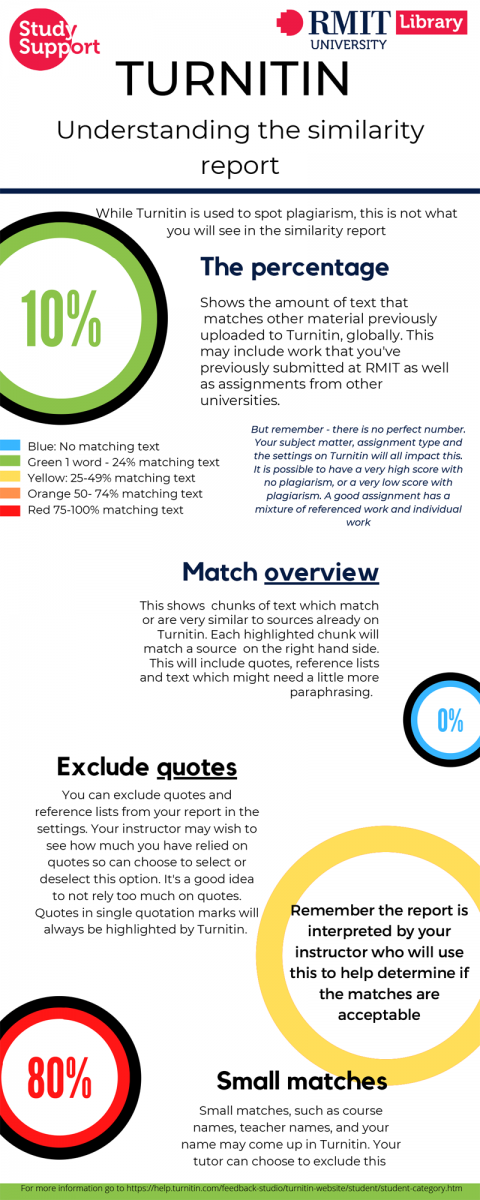 Study
Support
RMIT
UNIVERSITY
Library
TURNITIN
Understanding the similarity
report
While Turnitin is used to spot plagiarism, this is not what
you will see in the similarity report
10%
The percentage
Shows the amount of text that
matches other material previously
uploaded to Turnitin, globally. This
may include work that you've
previously submitted at RMIT as well
as assignments from other
universities.
Blue: No matching text
Green 1 word - 24% matching text
Yellow: 25-49% matching text
Orange 50- 74% matching text
Red 75-100% matching text
But remember - there is no perfect number.
Your subject matter, assignment type and
the settings on Turnitin will all impact this.
It is possible to have a very high score with
no plagiarism, or a very low score with
plagiarism. A good assignment has a
mixture of referenced work and individual
work
Match overview
This shows chunks of text which match
or are very similar to sources already on
Turnitin. Each highlighted chunk will
match a source on the right hand side.
This will include quotes, reference lists
and text which might need a little more
paraphrasing.
0%
Exclude quotes
You can exclude quotes and
reference lists from your report in the
settings. Your instructor may wish to
see how much you have relied on
quotes so can choose to select or
deselect this option. It's a good idea
to not rely too much on quotes.
Quotes in single quotation marks will
always be highlighted by Turnitin.
Remember the report is
interpreted by your
instructor who will use
this to help determine if
the matches are
acceptable
80%
Small matches
Small matches, such as course
names, teacher names, and your
name may come up in Turnitin. Your
tutor can choose to exclude this
For more information go to https://help.turnitin.com/feedback-studio/turnitin-website/student/student-category.htm